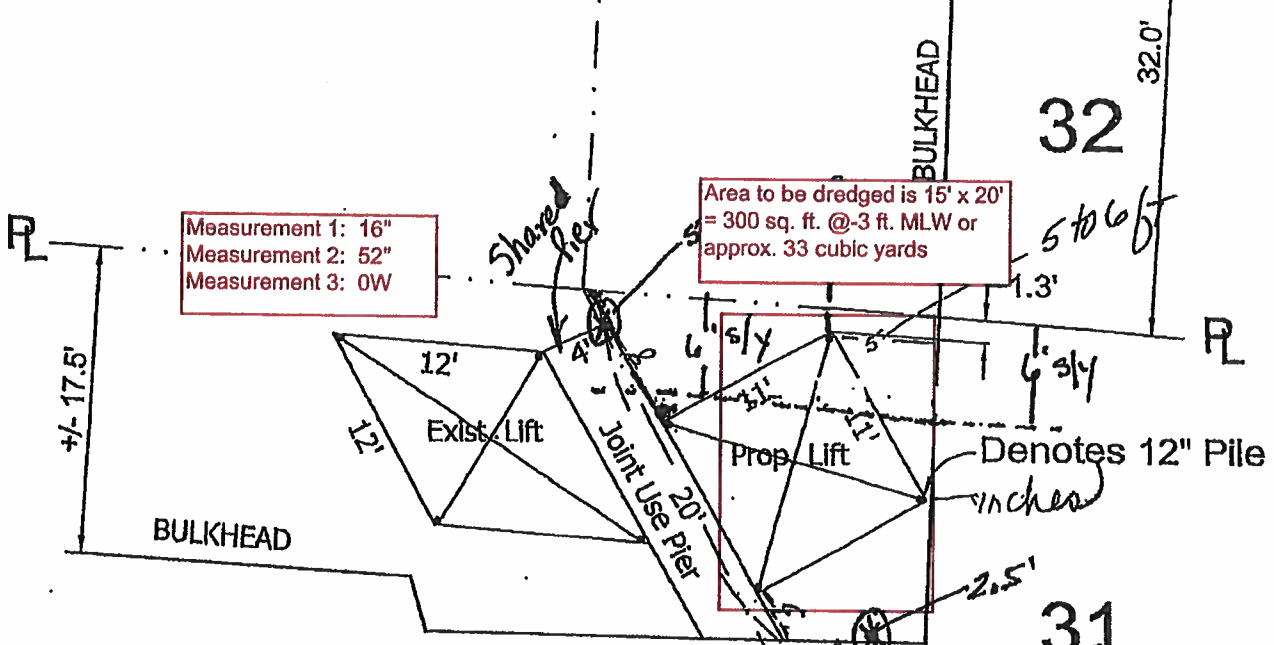 32.0'
BULKHEAD
32
Shared
Pier
Area to be dredged is 15' x 20'
= 300 sq. ft. @-3 ft. MLW or
approx. 33 cubic yards
5 to 6 ft
PL
Measurement 1: 16"
Measurement 2: 52"
Measurement 3: 0W
1.3'
PL
4'
6' s/y
5'
6' s/y
12'
11'
11'
+/- 17.5'
12'
Exist. Lift
Joint Use Pier
20'
Prop. Lift
Denotes 12" Pile
inches
BULKHEAD
2.5'
31